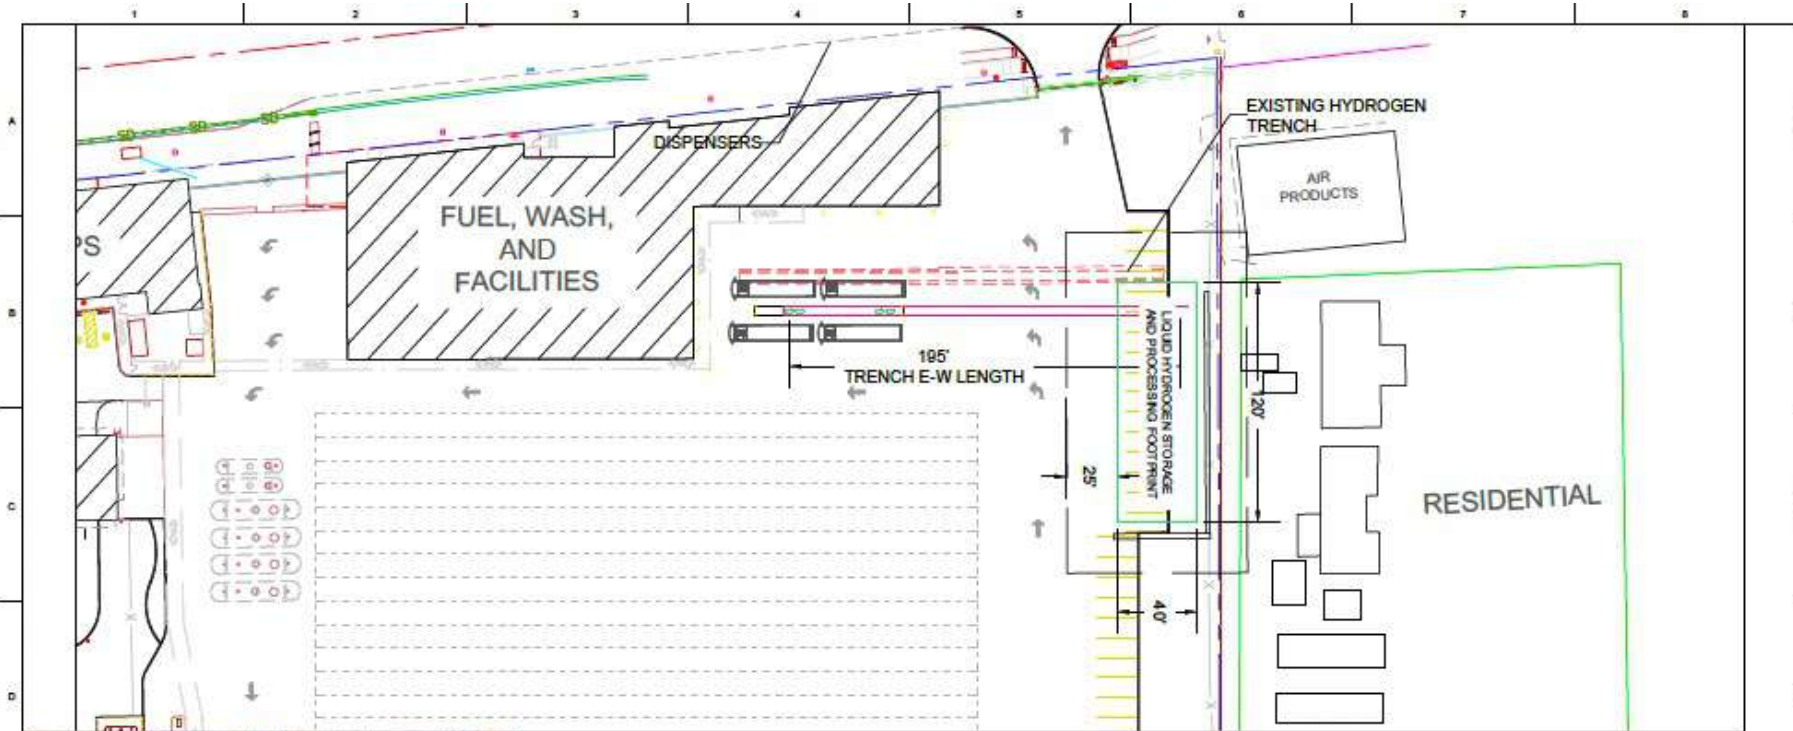 1 2 3 4 5 6 7 8
A
B
C
D
EXISTING HYDROGEN
TRENCH
DISPENSERS
AIR
PRODUCTS
FUEL, WASH,
AND
FACILITIES
PS
195'
TRENCH E-W LENGTH
LIQUID HYDROGEN STORAGE
AND PROCESSING FOOTPRINT
120'
25'
40'
RESIDENTIAL
SD SD SD